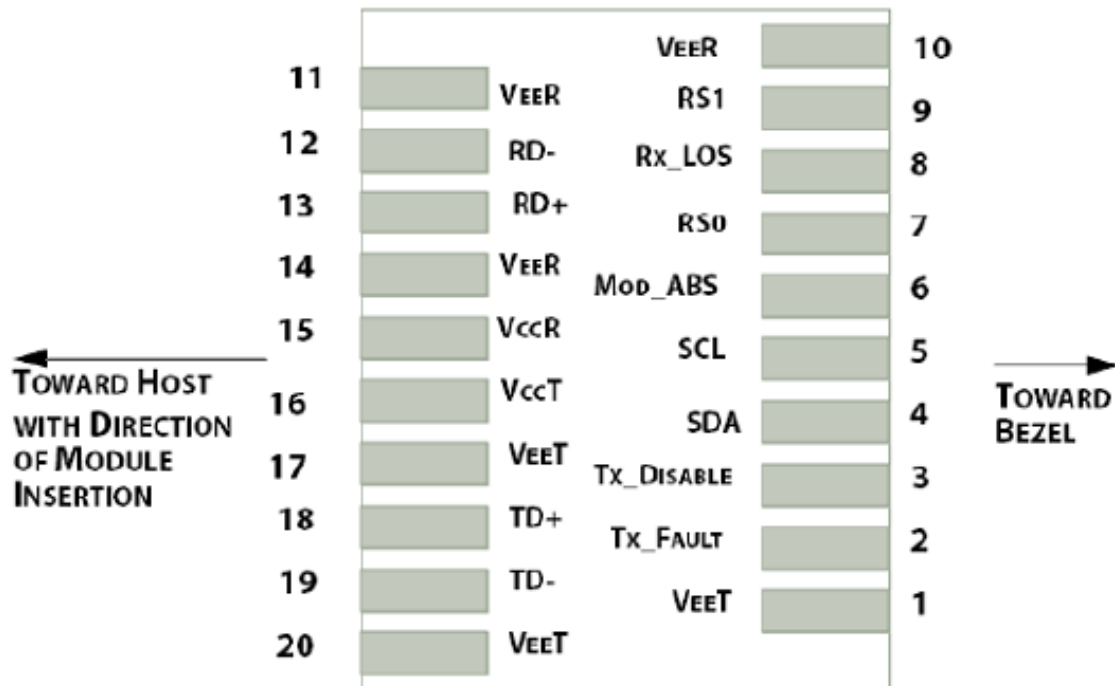 11 VEER
12 RD-
13 RD+
14 VEER
15 VCCR
16 VCCT
17 VEET
18 TD+
19 TD-
20 VEET
VEER 10
RS1 9
RX_LOS 8
RS0 7
MOD_ABS 6
SCL 5
SDA 4
TX_DISABLE 3
TX_FAULT 2
VEET 1
TOWARD HOST
WITH DIRECTION
OF MODULE
INSERTION
TOWARD
BEZEL